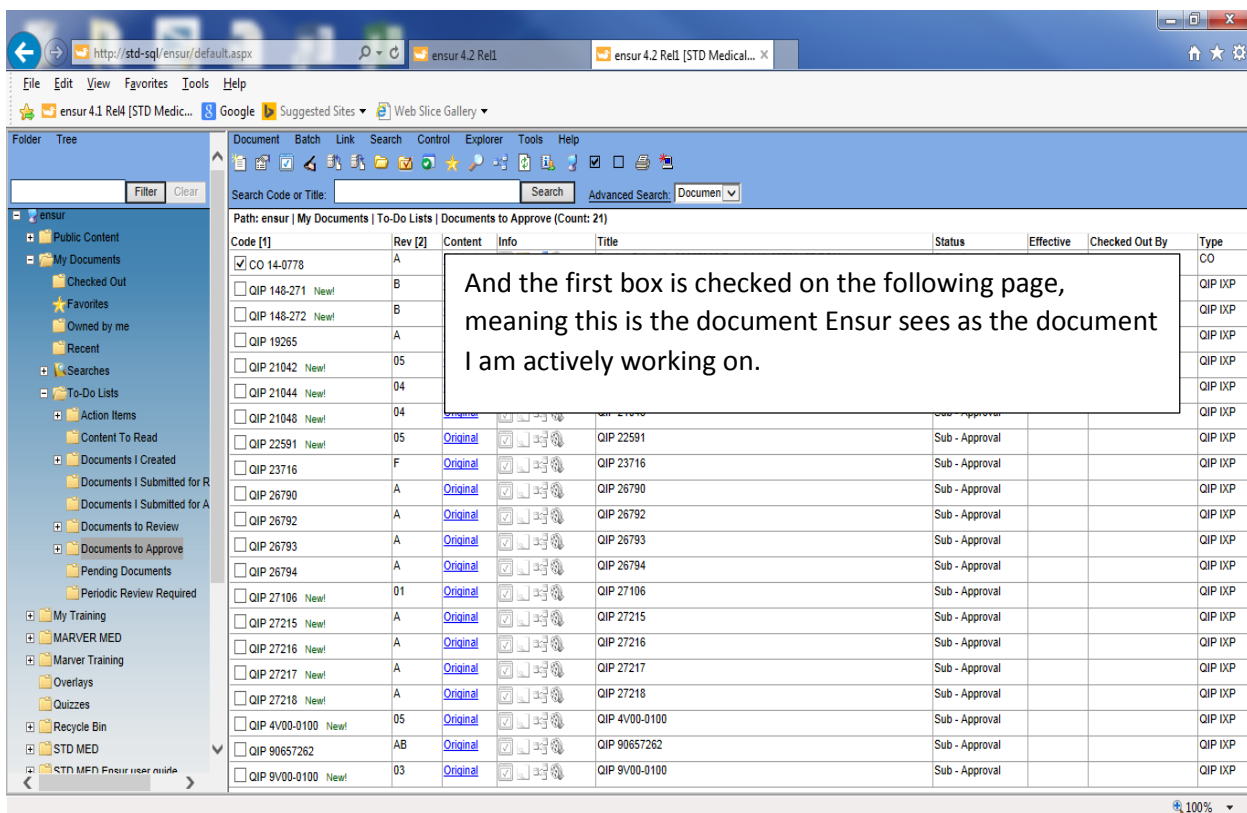 http://std-sql/ensur/default.aspx
ensur 4.2 Rel1
ensur 4.2 Rel1 [STD Medical...
File Edit View Favorites Tools Help
ensur 4.1 Rel4 [STD Medic... Google Suggested Sites Web Slice Gallery
Folder Tree
Document Batch Link Search Control Explorer Tools Help
Filter Clear
Search Code or Title: Search Advanced Search: Documen
Path: ensur | My Documents | To-Do Lists | Documents to Approve (Count: 21)
ensur
Public Content
My Documents
Checked Out
Favorites
Owned by me
Recent
Searches
To-Do Lists
Action Items
Content To Read
Documents I Created
Documents I Submitted for R
Documents I Submitted for A
Documents to Review
Documents to Approve
Pending Documents
Periodic Review Required
My Training
MARVER MED
Marver Training
Overlays
Quizzes
Recycle Bin
STD MED
STD MED Ensur user guide
Code [1] Rev [2] Content Info Title Status Effective Checked Out By Type
CO 14-0778 A CO
QIP 148-271 New! B QIP IXP
QIP 148-272 New! B QIP IXP
QIP 19265 A QIP IXP
QIP 21042 New! 05 QIP IXP
QIP 21044 New! 04 QIP IXP
QIP 21048 New! 04 QIP IXP
QIP 22591 New! 05 Original QIP 22591 Sub - Approval QIP IXP
QIP 23716 F Original QIP 23716 Sub - Approval QIP IXP
QIP 26790 A Original QIP 26790 Sub - Approval QIP IXP
QIP 26792 A Original QIP 26792 Sub - Approval QIP IXP
QIP 26793 A Original QIP 26793 Sub - Approval QIP IXP
QIP 26794 A Original QIP 26794 Sub - Approval QIP IXP
QIP 27106 New! 01 Original QIP 27106 Sub - Approval QIP IXP
QIP 27215 New! A Original QIP 27215 Sub - Approval QIP IXP
QIP 27216 New! A Original QIP 27216 Sub - Approval QIP IXP
QIP 27217 New! A Original QIP 27217 Sub - Approval QIP IXP
QIP 27218 New! A Original QIP 27218 Sub - Approval QIP IXP
QIP 4V00-0100 New! 05 Original QIP 4V00-0100 Sub - Approval QIP IXP
QIP 90657262 AB Original QIP 90657262 Sub - Approval QIP IXP
QIP 9V00-0100 New! 03 Original QIP 9V00-0100 Sub - Approval QIP IXP
And the first box is checked on the following page,
meaning this is the document Ensur sees as the document
I am actively working on.
100%